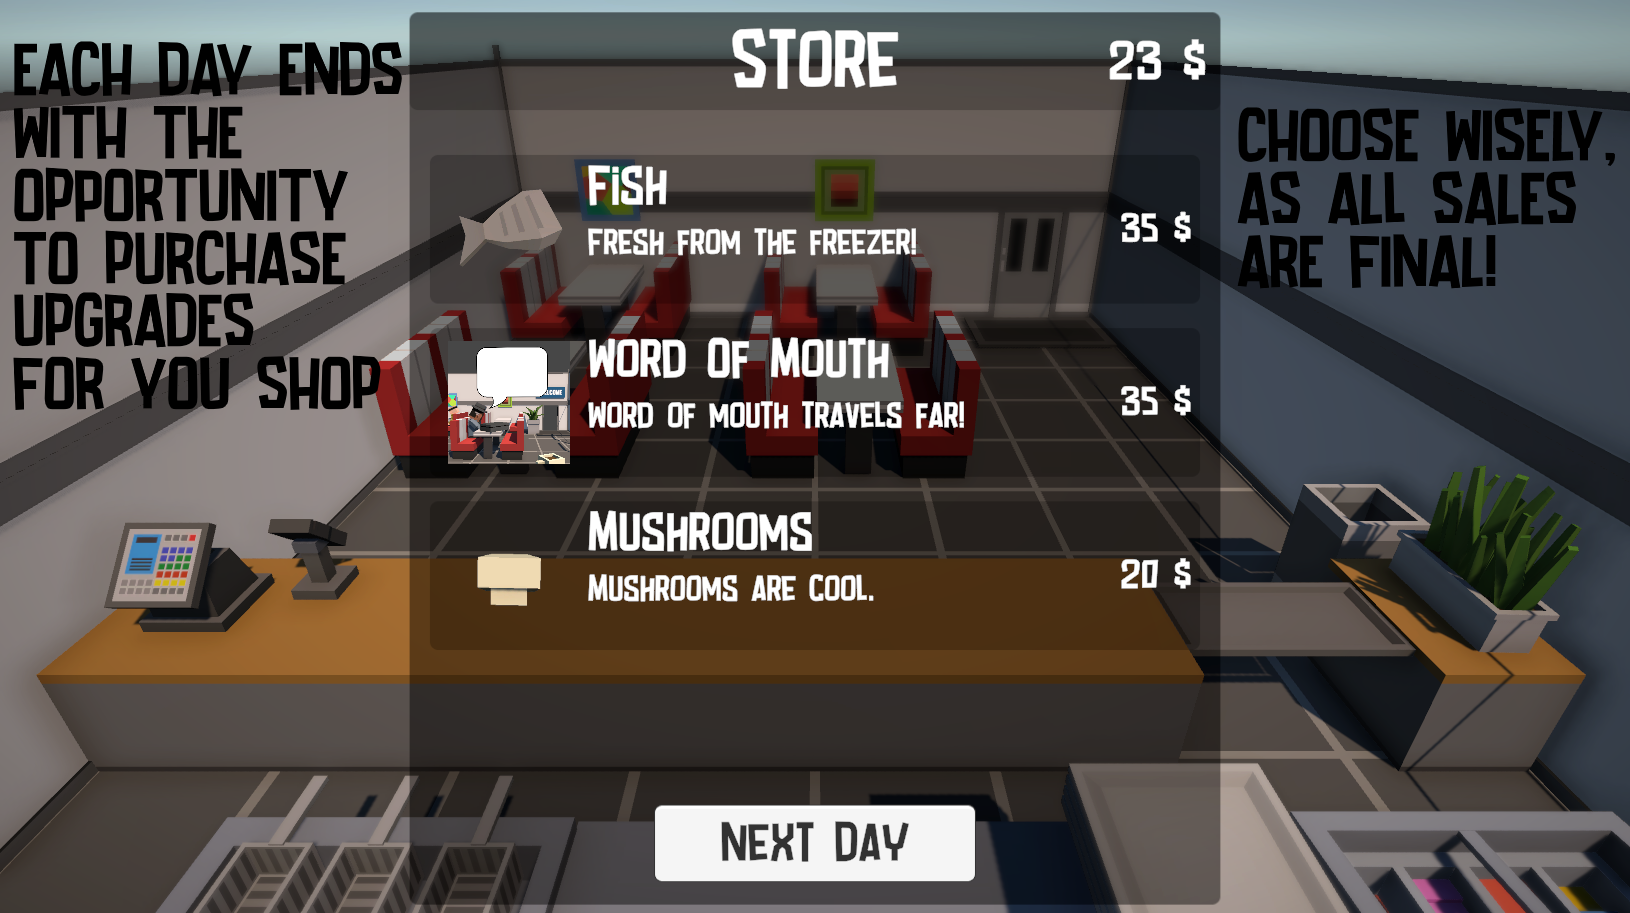 EACH DAY ENDS
WITH THE
OPPORTUNITY
TO PURCHASE
UPGRADES
FOR YOU SHOP
STORE
23 $
FISH
FRESH FROM THE FREEZER!
35 $
WORD OF MOUTH
WORD OF MOUTH TRAVELS FAR!
35 $
MUSHROOMS
MUSHROOMS ARE COOL.
20 $
NEXT DAY
CHOOSE WISELY,
AS ALL SALES
ARE FINAL!